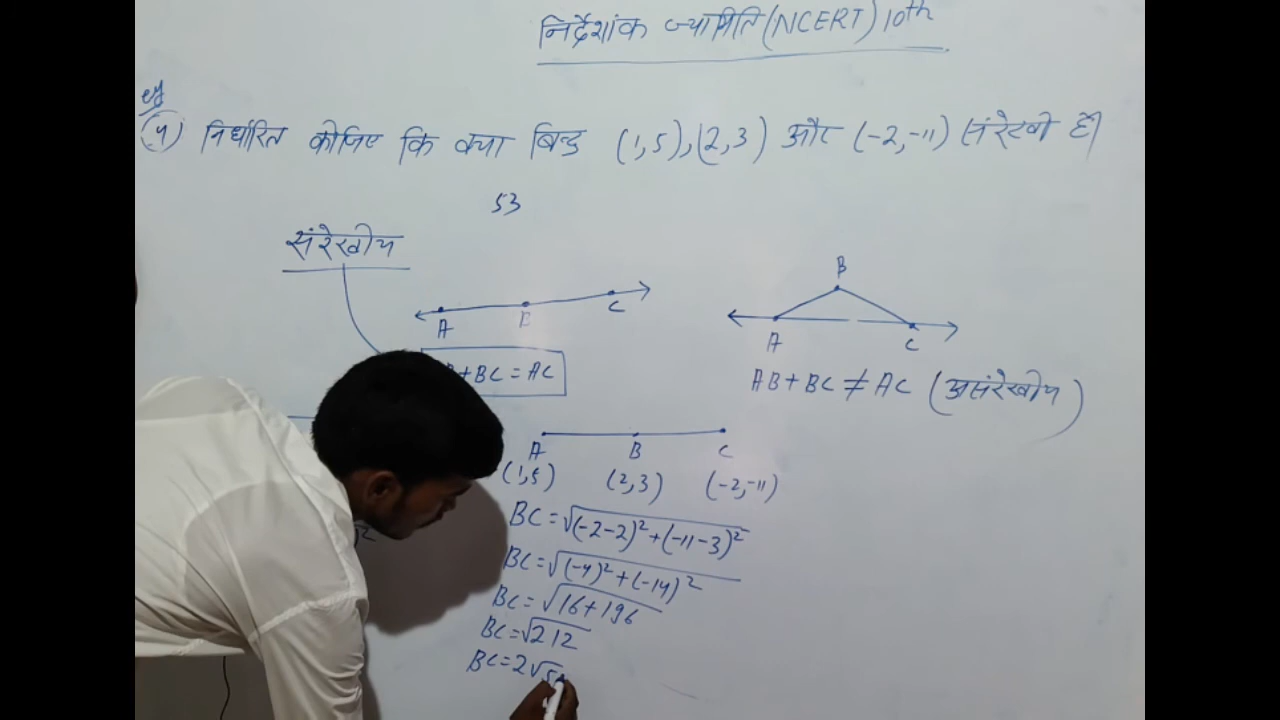 निर्देशांक ज्यामिति (NCERT) 10th
निर्धारित कीजिए कि क्या बिन्दु (1,5), (2,3) और (-2,-11) संरेखी हैं।
53
संरेखीय
A B C
+BC = AC
B
A C
AB + BC ≠ AC (असंरेखीय)
A B C
(1,5) (2,3) (-2,-11)
BC = √(-2-2)² + (-11-3)²
BC = √(-4)² + (-14)²
BC = √16+196
BC = √212
BC = 2√5